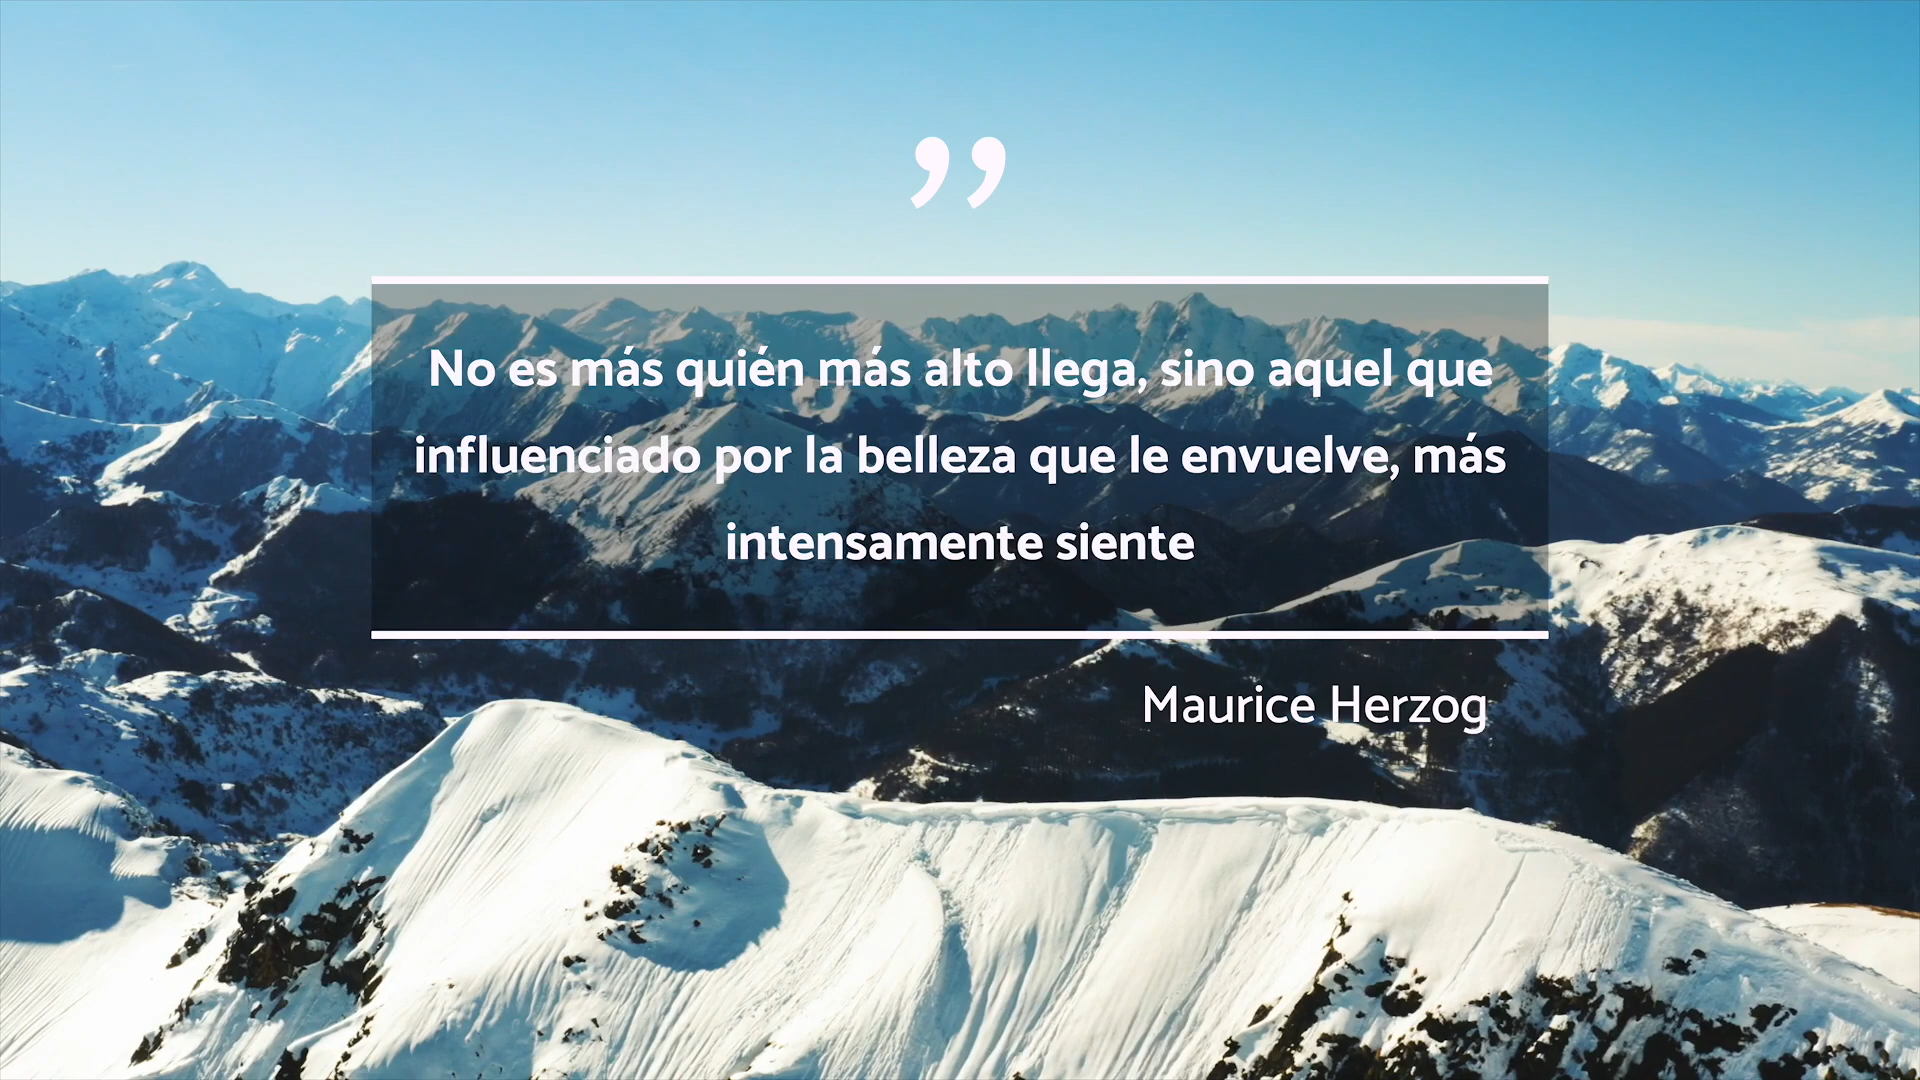 ”
No es más quién más alto llega, sino aquel que
influenciado por la belleza que le envuelve, más
intensamente siente
Maurice Herzog